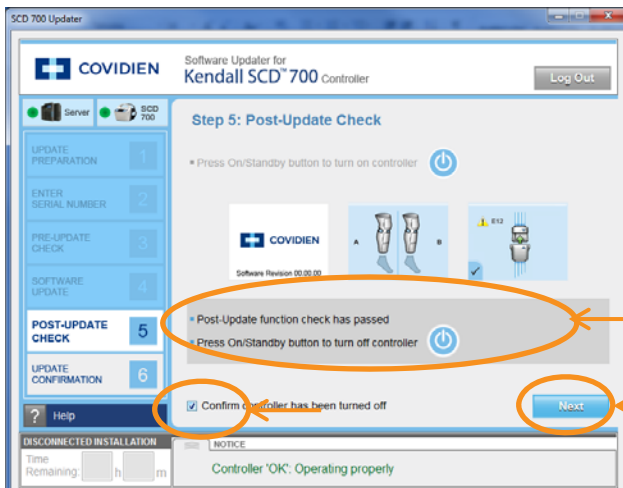 SCD 700 Updater
COVIDIEN
Software Updater for
Kendall SCD™ 700 Controller
Log Out
Server
SCD
700
Step 5: Post-Update Check
UPDATE
PREPARATION
1
• Press On/Standby button to turn on controller
ENTER
SERIAL NUMBER
2
PRE-UPDATE
CHECK
3
COVIDIEN
Software Revision 00.00.00
A
B
E12
SOFTWARE
UPDATE
4
POST-UPDATE
CHECK
5
Post-Update function check has passed
Press On/Standby button to turn off controller
UPDATE
CONFIRMATION
6
Confirm controller has been turned off
Next
? Help
DISCONNECTED INSTALLATION
Time
Remaining:
h
m
NOTICE
Controller 'OK': Operating properly